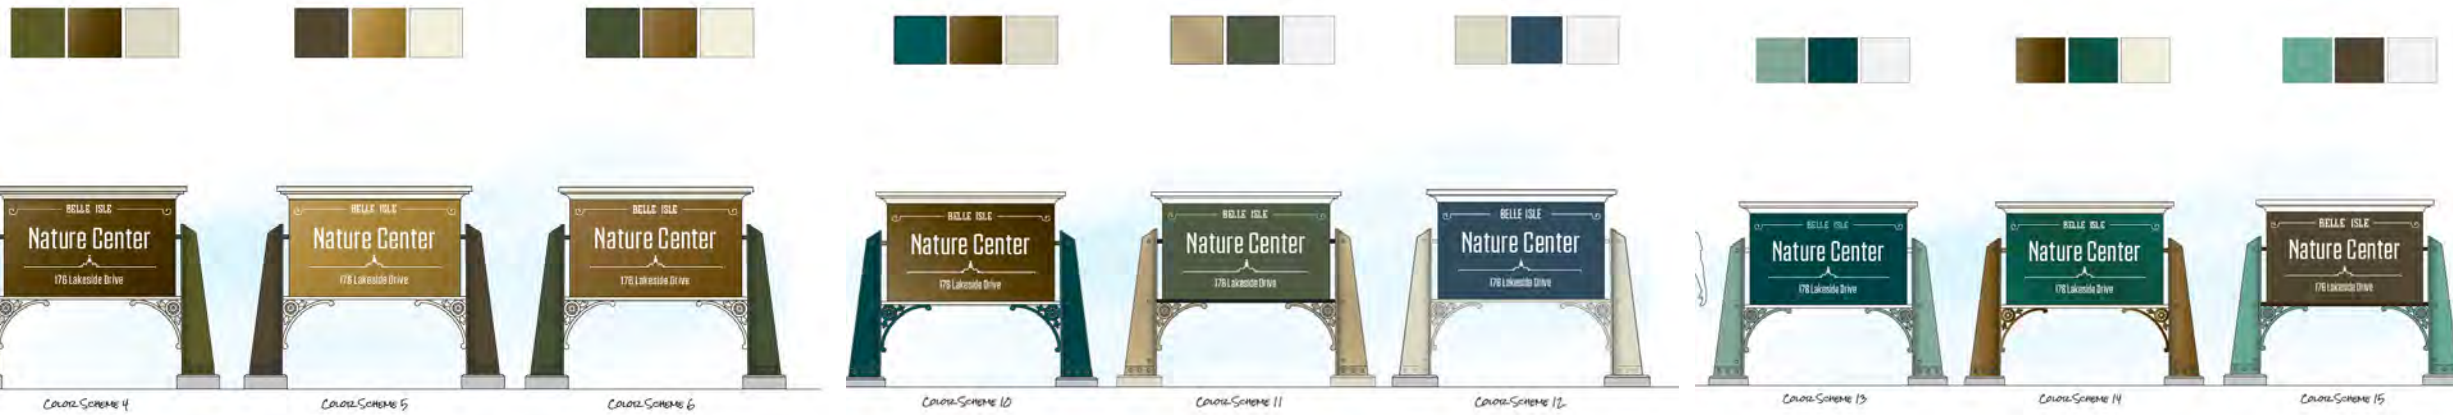 BELLE ISLE
Nature Center
176 Lakeside Drive
COLOR SCHEME 4
BELLE ISLE
Nature Center
176 Lakeside Drive
COLOR SCHEME 5
BELLE ISLE
Nature Center
176 Lakeside Drive
COLOR SCHEME 6
BELLE ISLE
Nature Center
176 Lakeside Drive
COLOR SCHEME 10
BELLE ISLE
Nature Center
176 Lakeside Drive
COLOR SCHEME 11
BELLE ISLE
Nature Center
176 Lakeside Drive
COLOR SCHEME 12
BELLE ISLE
Nature Center
176 Lakeside Drive
COLOR SCHEME 13
BELLE ISLE
Nature Center
176 Lakeside Drive
COLOR SCHEME 14
BELLE ISLE
Nature Center
176 Lakeside Drive
COLOR SCHEME 15